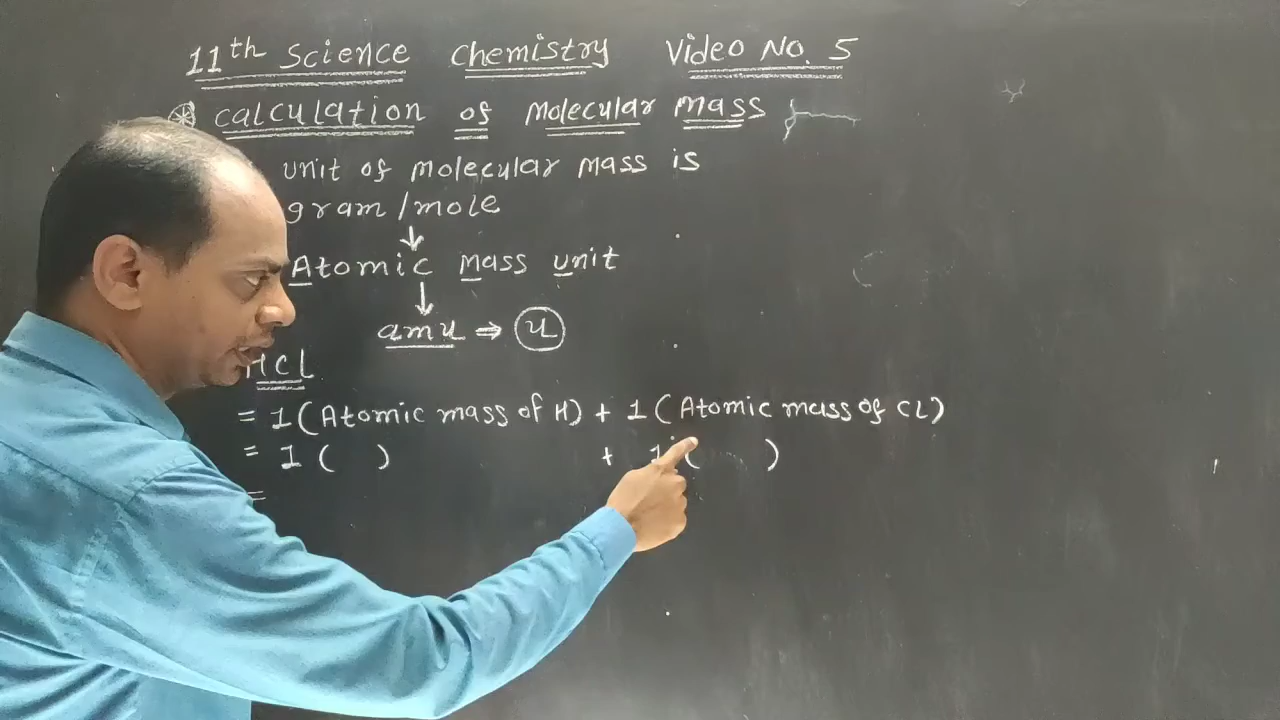 11th Science Chemistry Video No. 5
calculation of Molecular Mass
unit of molecular mass is
gram/mole
↓
Atomic mass unit
↓
amu ⇒ u
HCL
= 1 (Atomic mass of H) + 1 (Atomic mass of CL)
= 1 ( ) + 1 ( )
=